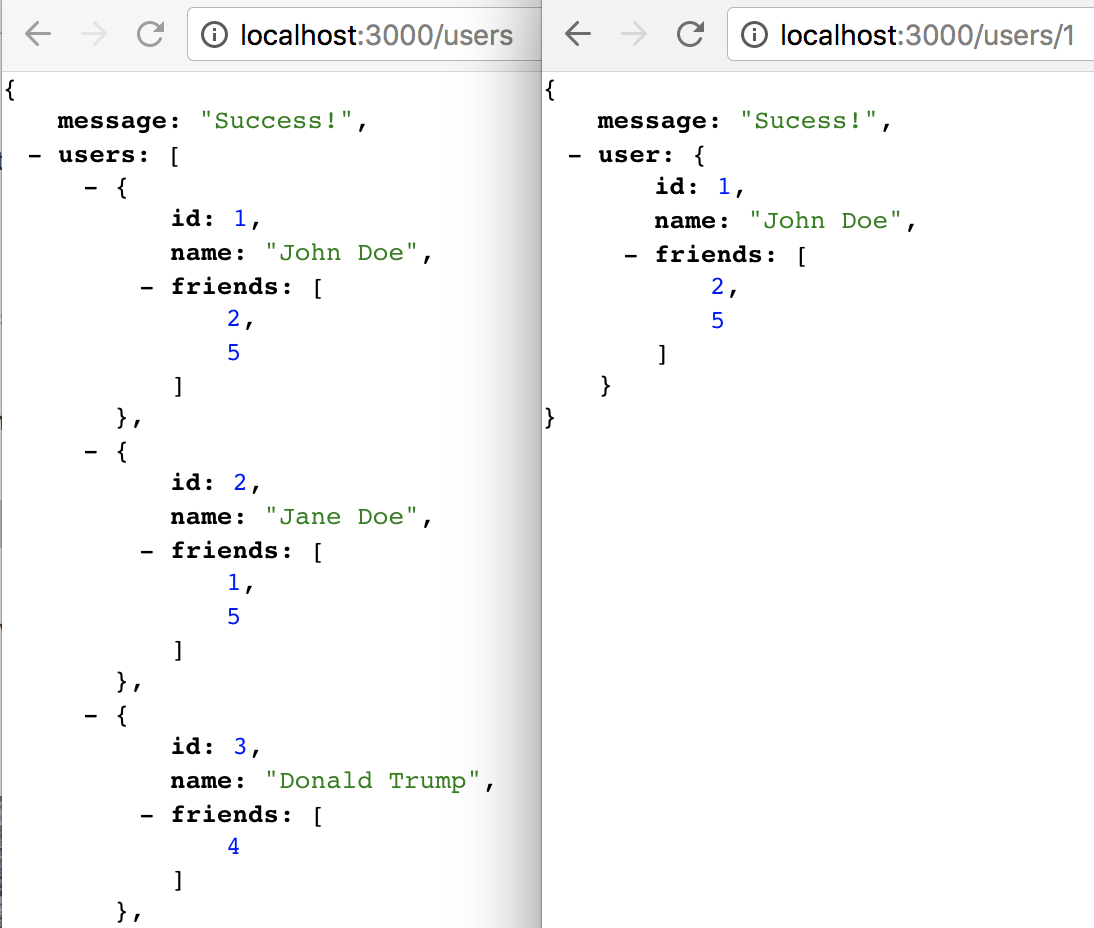 localhost:3000/users
{
message: "Success!",
- users: [
- {
id: 1,
name: "John Doe",
- friends: [
2,
5
]
},
- {
id: 2,
name: "Jane Doe",
- friends: [
1,
5
]
},
- {
id: 3,
name: "Donald Trump",
- friends: [
4
]
},
localhost:3000/users/1
{
message: "Sucess!",
- user: {
id: 1,
name: "John Doe",
- friends: [
2,
5
]
}
}